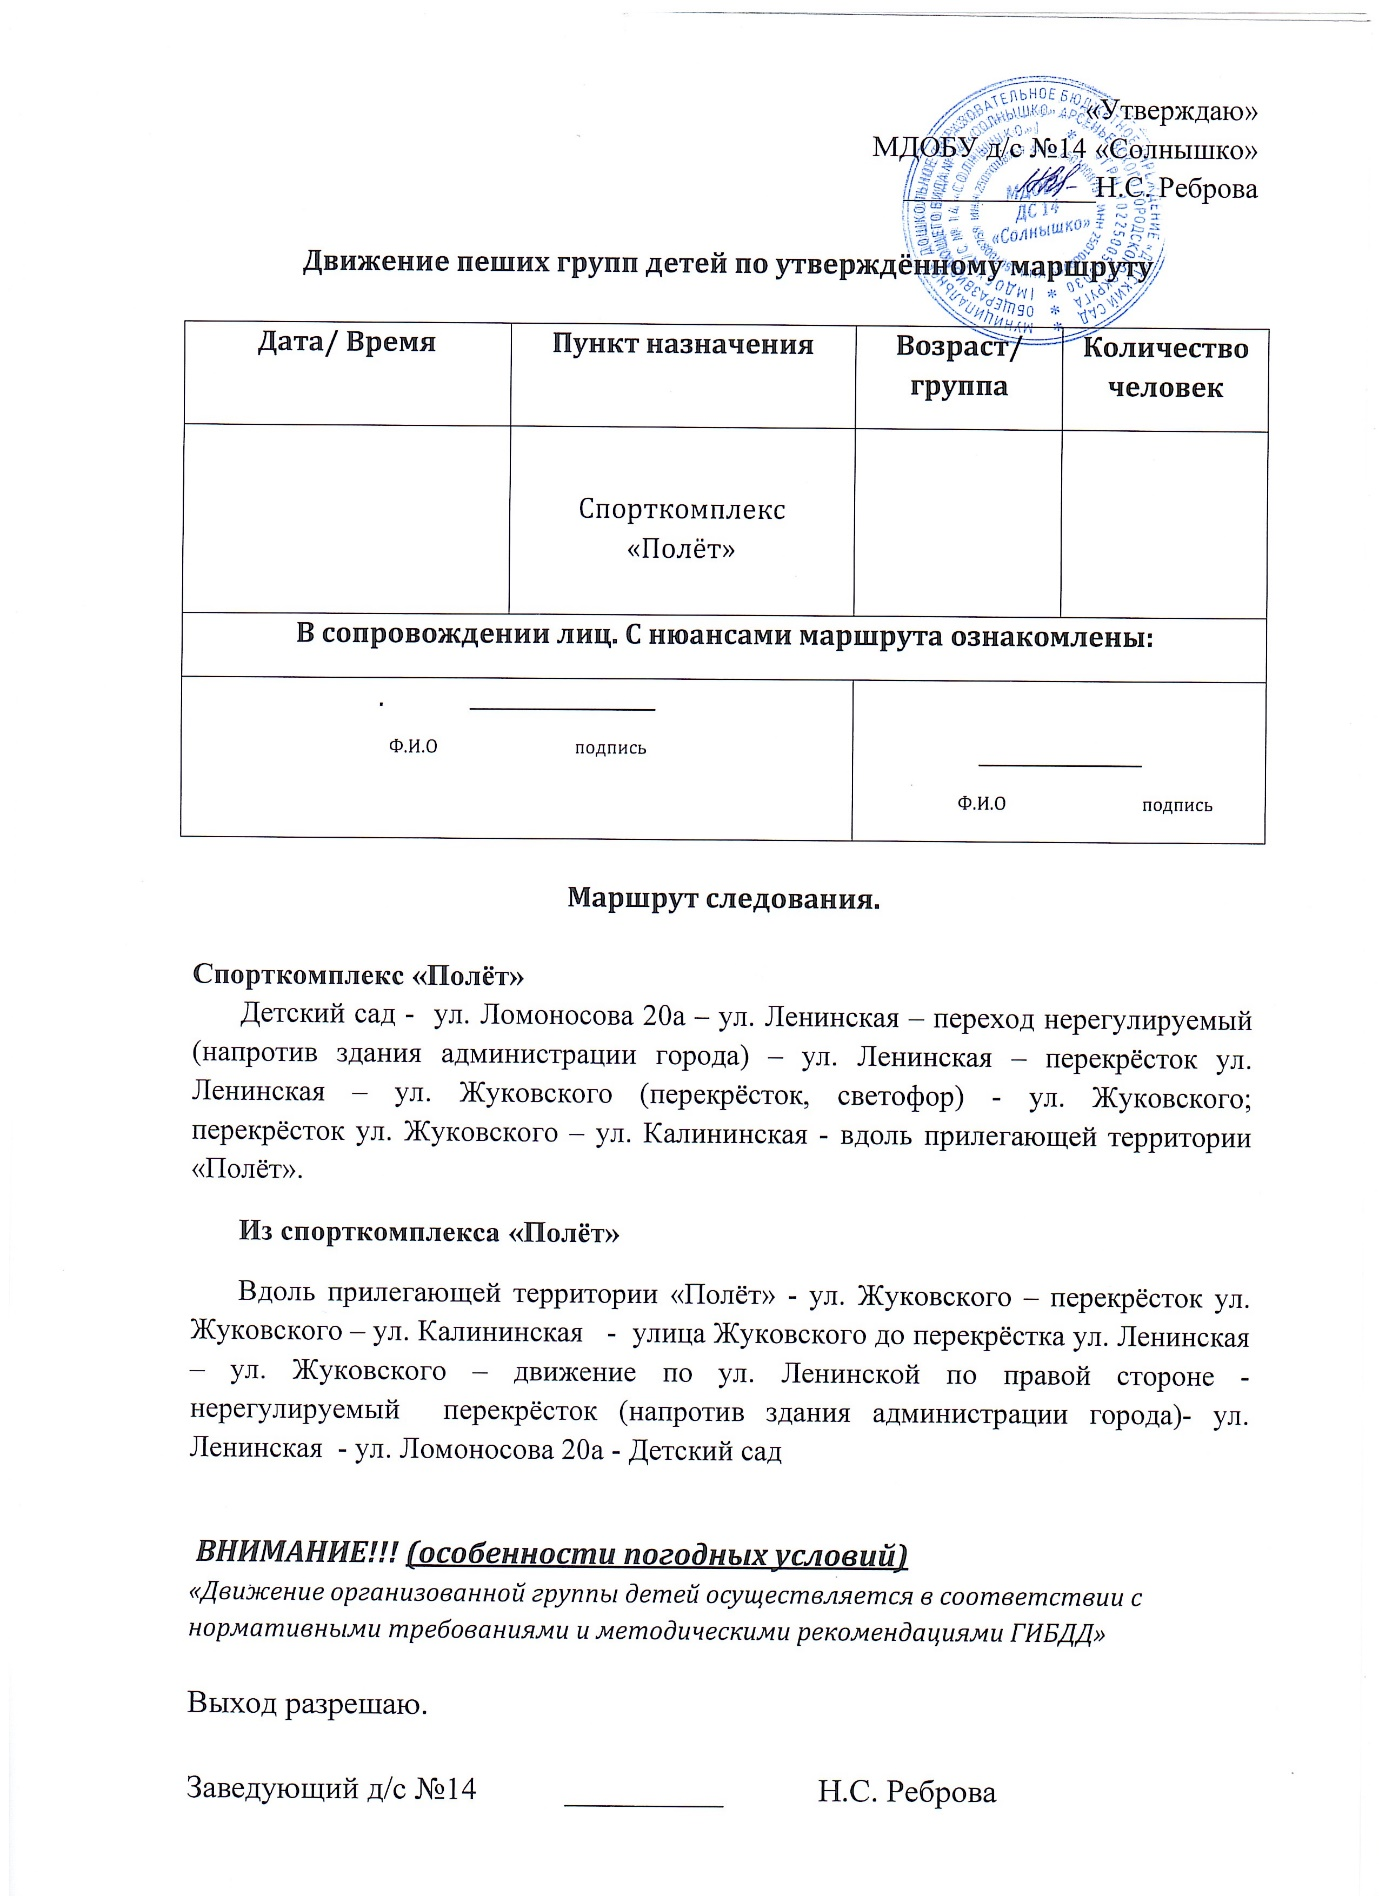 «Утверждаю»
МДОБУ д/с №14 «Солнышко»
Н.С. Реброва
МДОБУ
ДС 14
«Солнышко»
Движение пеших групп детей по утверждённому маршруту
Дата/ Время
Пункт назначения
Возраст/
группа
Количество
человек
Спорткомплекс
«Полёт»
В сопровождении лиц. С нюансами маршрута ознакомлены:
Ф.И.О подпись
Ф.И.О подпись
Маршрут следования.
Спорткомплекс «Полёт»
Детский сад - ул. Ломоносова 20а – ул. Ленинская – переход нерегулируемый
(напротив здания администрации города) – ул. Ленинская – перекрёсток ул.
Ленинская – ул. Жуковского (перекрёсток, светофор) - ул. Жуковского;
перекрёсток ул. Жуковского – ул. Калининская - вдоль прилегающей территории
«Полёт».
Из спорткомплекса «Полёт»
Вдоль прилегающей территории «Полёт» - ул. Жуковского – перекрёсток ул.
Жуковского – ул. Калининская - улица Жуковского до перекрёстка ул. Ленинская
– ул. Жуковского – движение по ул. Ленинской по правой стороне -
нерегулируемый перекрёсток (напротив здания администрации города)- ул.
Ленинская - ул. Ломоносова 20а - Детский сад
ВНИМАНИЕ!!! (особенности погодных условий)
«Движение организованной группы детей осуществляется в соответствии с
нормативными требованиями и методическими рекомендациями ГИБДД»
Выход разрешаю.
Заведующий д/с №14 Н.С. Реброва